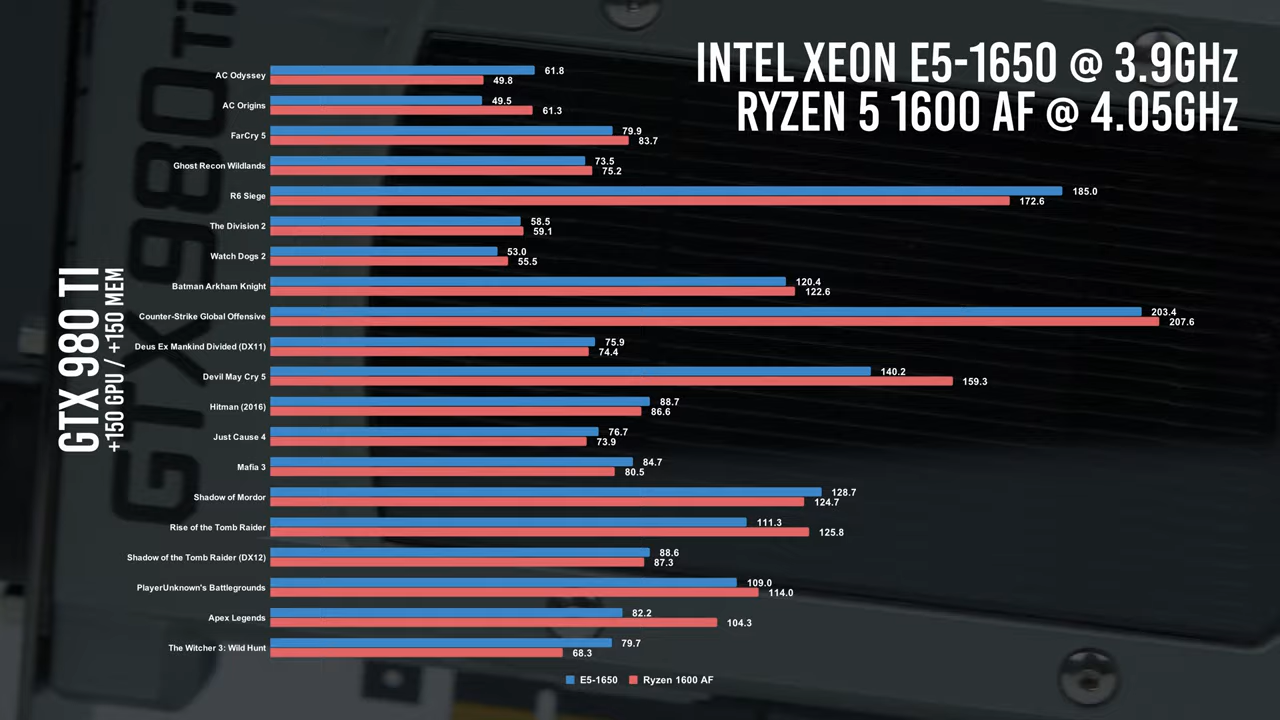 INTEL XEON E5-1650 @ 3.9GHz
RYZEN 5 1600 AF @ 4.05GHz
GTX 980 TI
+150 GPU / +150 MEM
GTX 980 Ti
AC Odyssey 61.8
49.8
AC Origins 49.5
61.3
FarCry 5 79.9
83.7
Ghost Recon Wildlands 73.5
75.2
R6 Siege 185.0
172.6
The Division 2 58.5
59.1
Watch Dogs 2 53.0
55.5
Batman Arkham Knight 120.4
122.6
Counter-Strike Global Offensive 203.4
207.6
Deus Ex Mankind Divided (DX11) 75.9
74.4
Devil May Cry 5 140.2
159.3
Hitman (2016) 88.7
86.6
Just Cause 4 76.7
73.9
Mafia 3 84.7
80.5
Shadow of Mordor 128.7
124.7
Rise of the Tomb Raider 111.3
125.8
Shadow of the Tomb Raider (DX12) 88.6
87.3
PlayerUnknown's Battlegrounds 109.0
114.0
Apex Legends 82.2
104.3
The Witcher 3: Wild Hunt 79.7
68.3
E5-1650 Ryzen 1600 AF